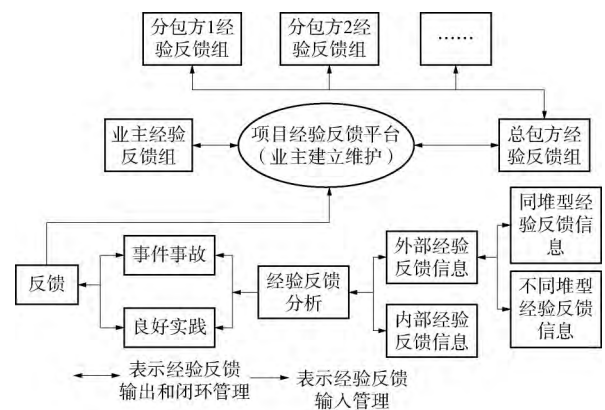 分包方1经
验反馈组
分包方2经
验反馈组
……
业主经验
反馈组
项目经验反馈平台
（业主建立维护）
总包方经
验反馈组
同堆型经
验反馈信
息
事件事故
外部经验
反馈信息
反馈
经验反馈
分析
不同堆型
经验反馈
信息
良好实践
内部经验
反馈信息
表示经验反馈
输出和闭环管理
表示经验反馈
输入管理